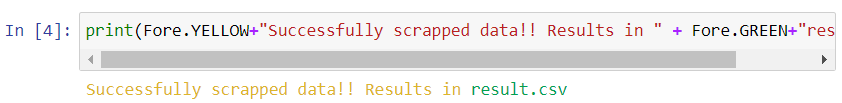 In [4]: print(Fore.YELLOW+"Successfully scrapped data!! Results in " + Fore.GREEN+"res
Successfully scrapped data!! Results in result.csv